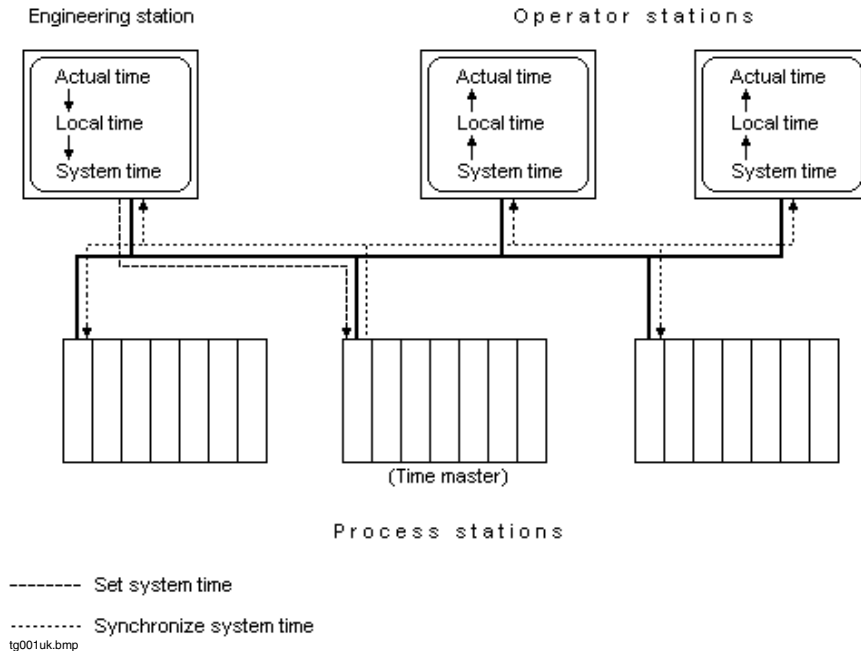 Engineering station
Operator stations
Actual time
Local time
System time
Actual time
Local time
System time
Actual time
Local time
System time
(Time master)
Process stations
Set system time
Synchronize system time
tg001uk.bmp